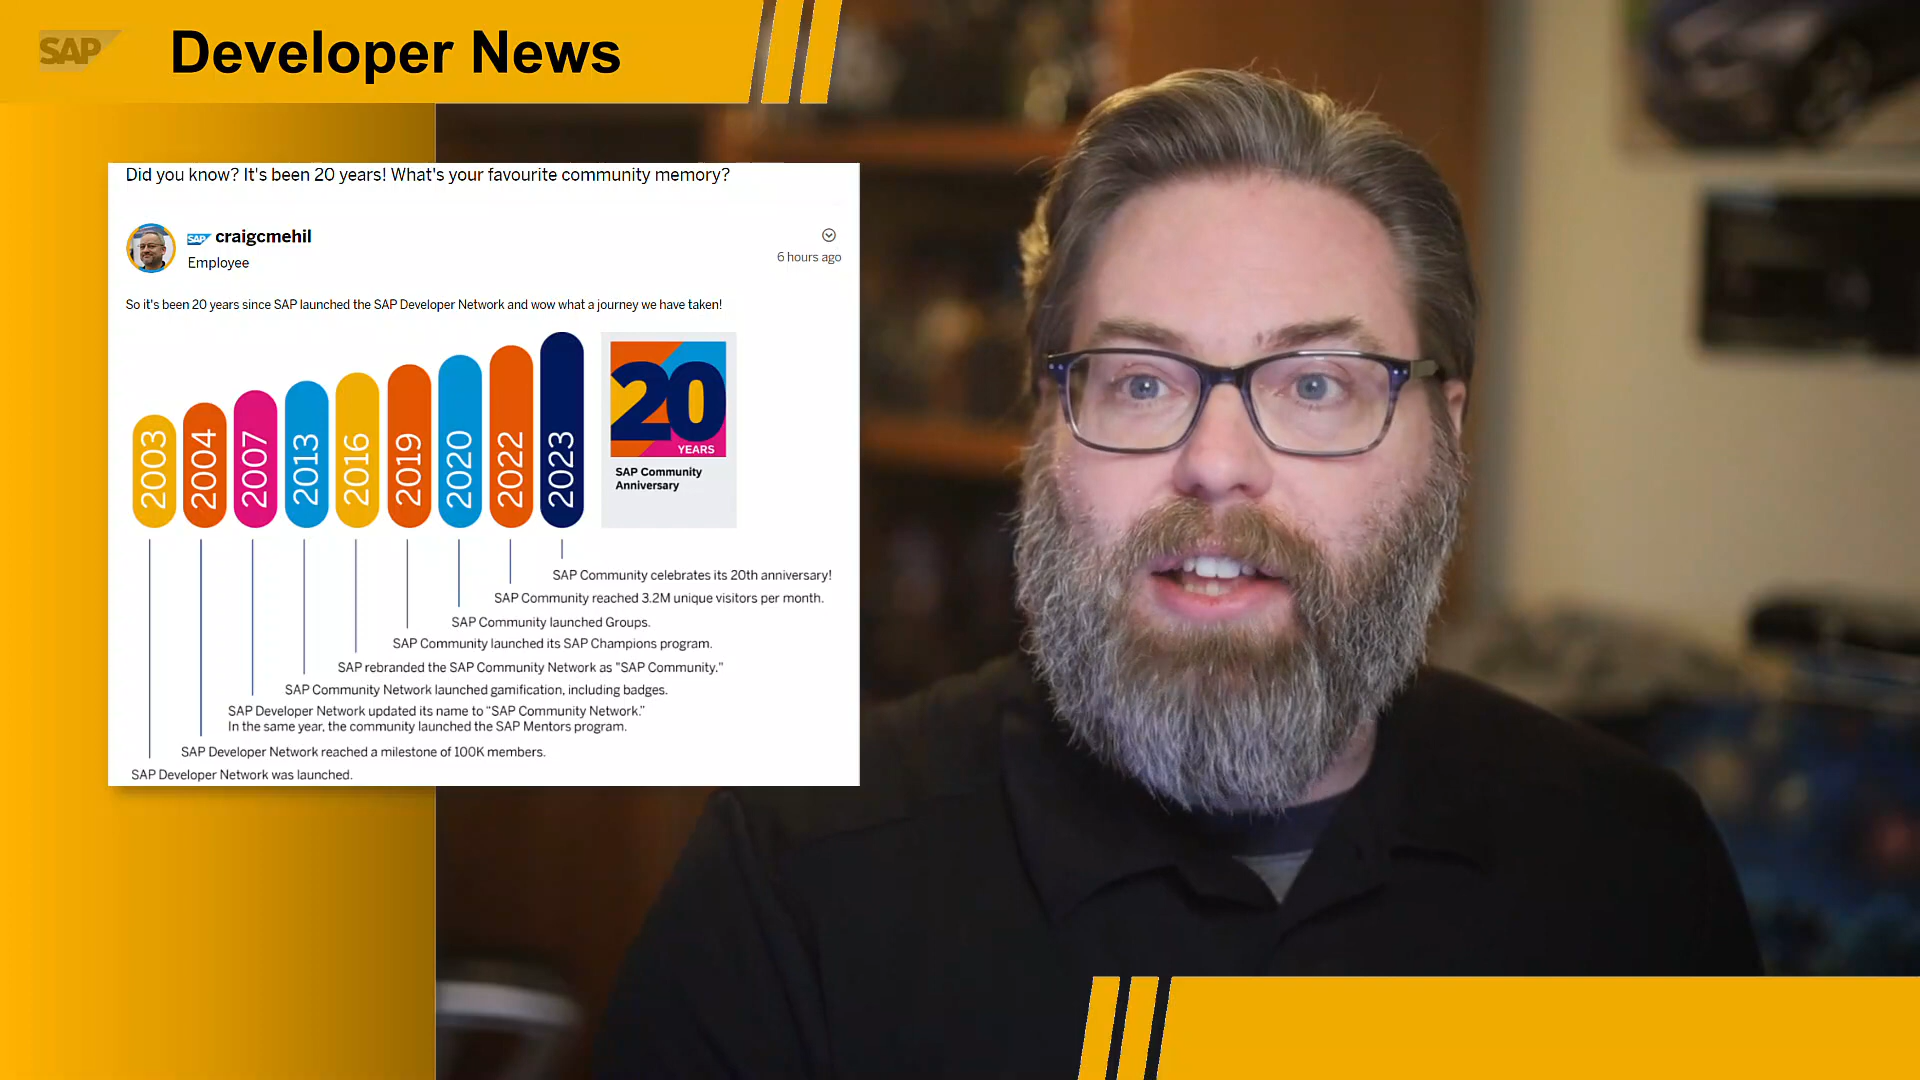 SAP Developer News
Did you know? It's been 20 years! What's your favourite community memory?
SAP craigcmehil
Employee
6 hours ago
So it's been 20 years since SAP launched the SAP Developer Network and wow what a journey we have taken!
2003 2004 2007 2013 2016 2019 2020 2022 2023
20
YEARS
SAP Community
Anniversary
SAP Community celebrates its 20th anniversary!
SAP Community reached 3.2M unique visitors per month.
SAP Community launched Groups.
SAP Community launched its SAP Champions program.
SAP rebranded the SAP Community Network as "SAP Community."
SAP Community Network launched gamification, including badges.
SAP Developer Network updated its name to “SAP Community Network.”
In the same year, the community launched the SAP Mentors program.
SAP Developer Network reached a milestone of 100K members.
SAP Developer Network was launched.